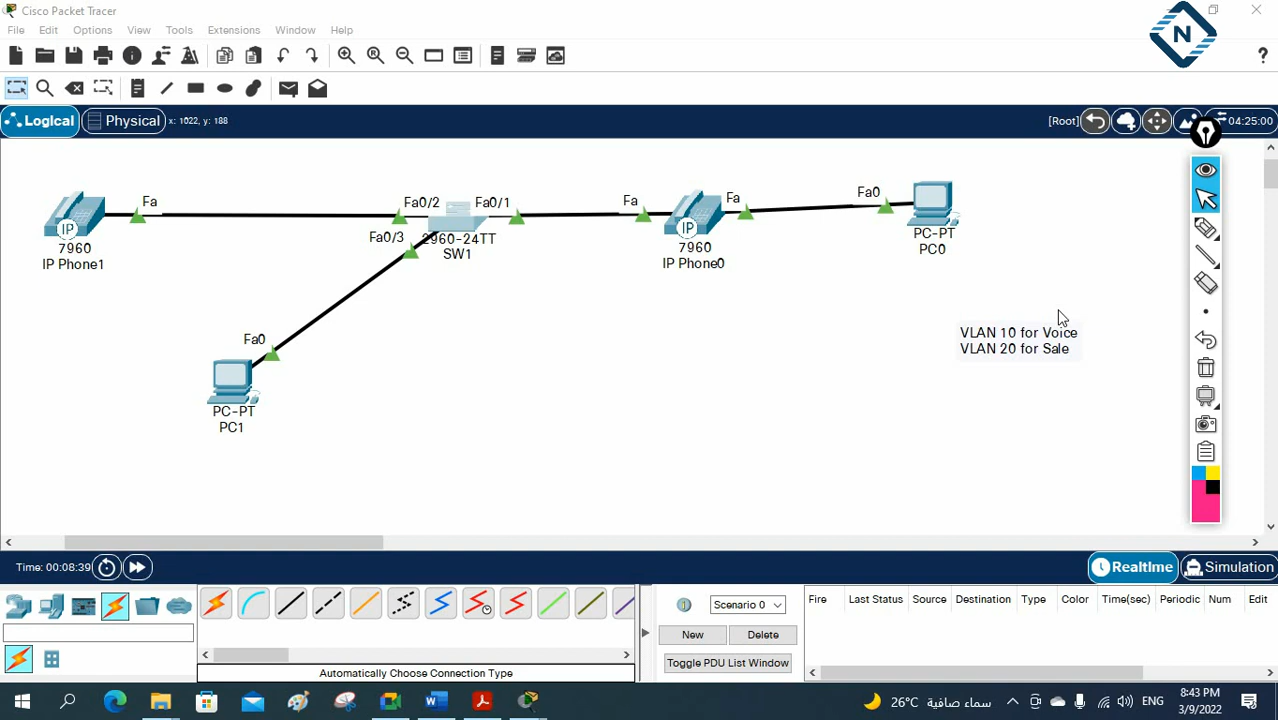 Cisco Packet Tracer
N
File Edit Options View Tools Extensions Window Help
Logical Physical x: 1022, y: 188 [Root] 04:25:00
Fa Fa0/2 Fa0/1 Fa Fa Fa0
IP IP
7960 Fa0/3 2960-24TT 7960 PC-PT
IP Phone1 SW1 IP Phone0 PC0
Fa0
VLAN 10 for Voice
VLAN 20 for Sale
PC-PT
PC1
Time: 00:08:39 Realtime Simulation
Scenario 0 Fire Last Status Source Destination Type Color Time(sec) Periodic Num Edit
New Delete
Toggle PDU List Window
Automatically Choose Connection Type
26°C سماء صافية ENG 8:43 PM
3/9/2022